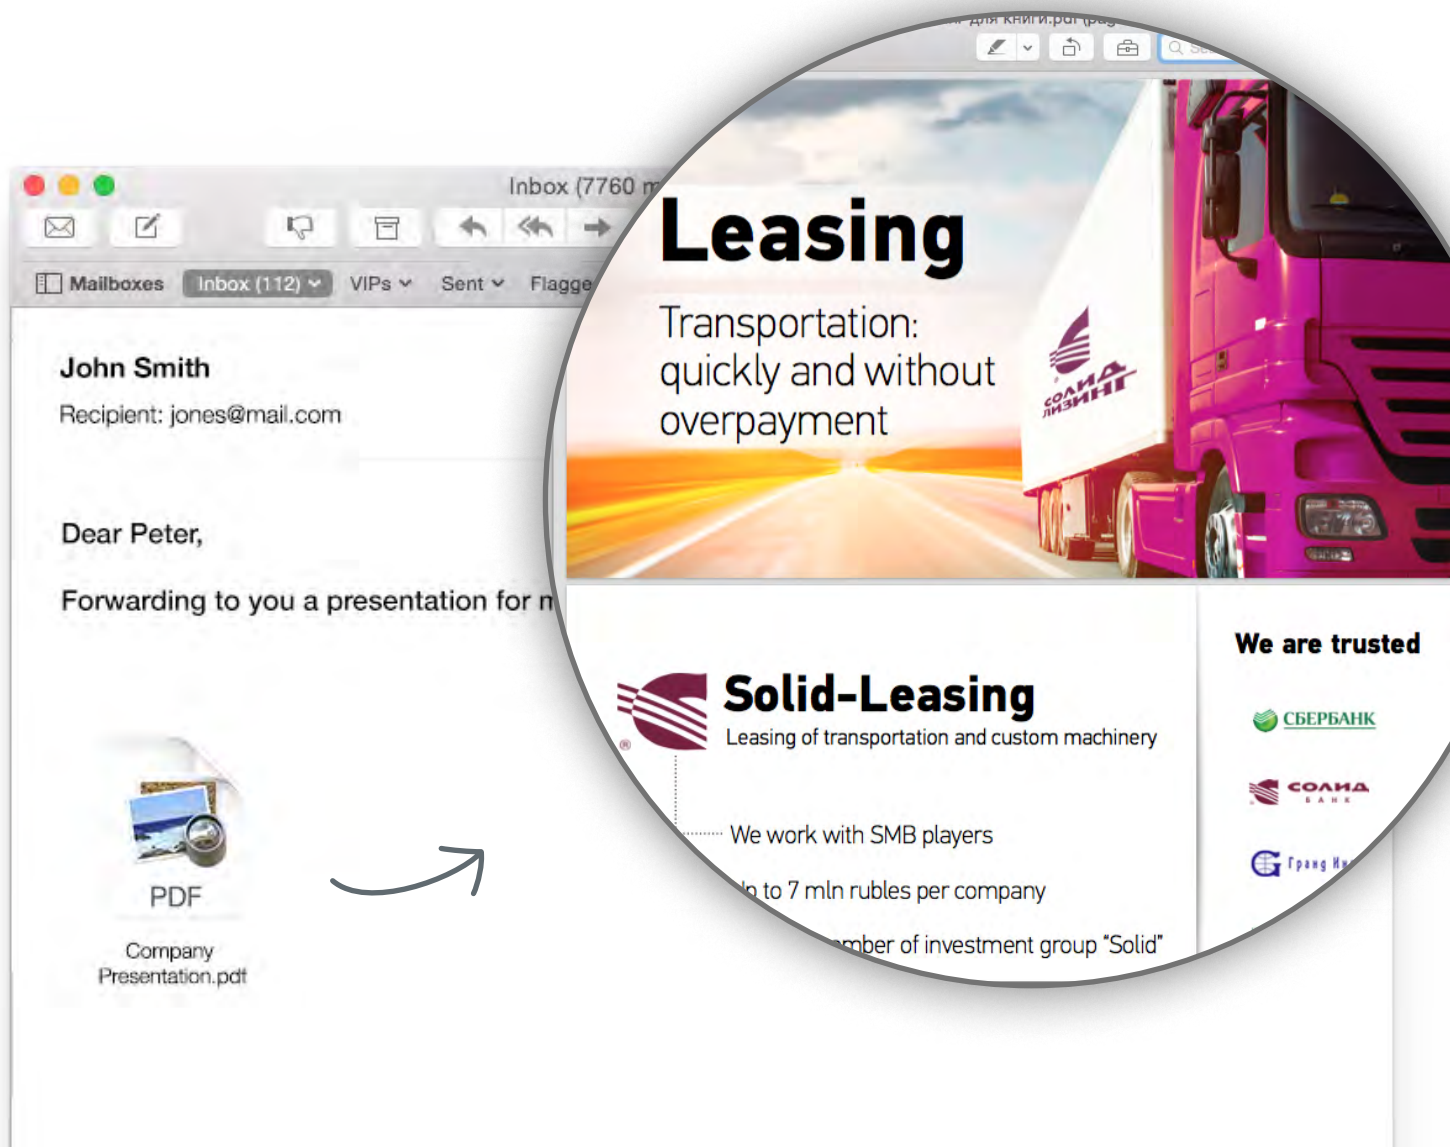 для книги.pdf
Inbox (7760
Mailboxes
Inbox (112)
VIPs
Sent
Flagge
John Smith
Recipient: jones@mail.com
Dear Peter,
Forwarding to you a presentation for
PDF
Company
Presentation.pdf
Leasing
Transportation:
quickly and without
overpayment
СОЛИД
ЛИЗИНГ
Solid-Leasing
®
Leasing of transportation and custom machinery
We work with SMB players
to 7 mln rubles per company
of investment group “Solid”
We are trusted
СБЕРБАНК
СОЛИД
БАНК
Гранд